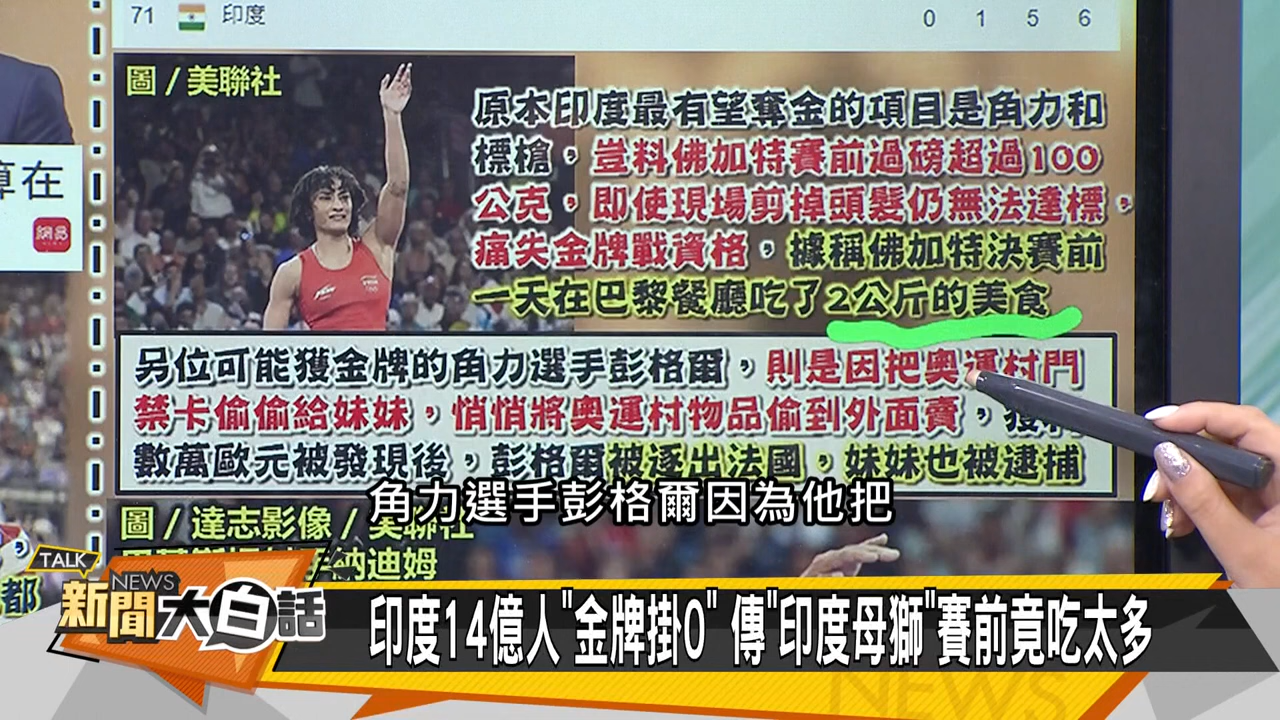 71 印度 0 1 5 6
圖/美聯社
原本印度最有望奪金的項目是角力和
標槍，豈料佛加特賽前過磅超過100
公克，即使現場剪掉頭髮仍無法達標，
痛失金牌戰資格，據稱佛加特決賽前
一天在巴黎餐廳吃了2公斤的美食
算在
網易
另位可能獲金牌的角力選手彭格爾，則是因把奧運村門
禁卡偷偷給妹妹，悄悄將奧運村物品偷到外面賣，獲利
數萬歐元被發現後，彭格爾被逐出法國，妹妹也被逮捕
角力選手彭格爾因為他把
圖/達志影像/美聯社
納迪姆
都
TALK
NEWS
新聞大白話
印度14億人"金牌掛0" 傳"印度母獅"賽前竟吃太多
NEWS